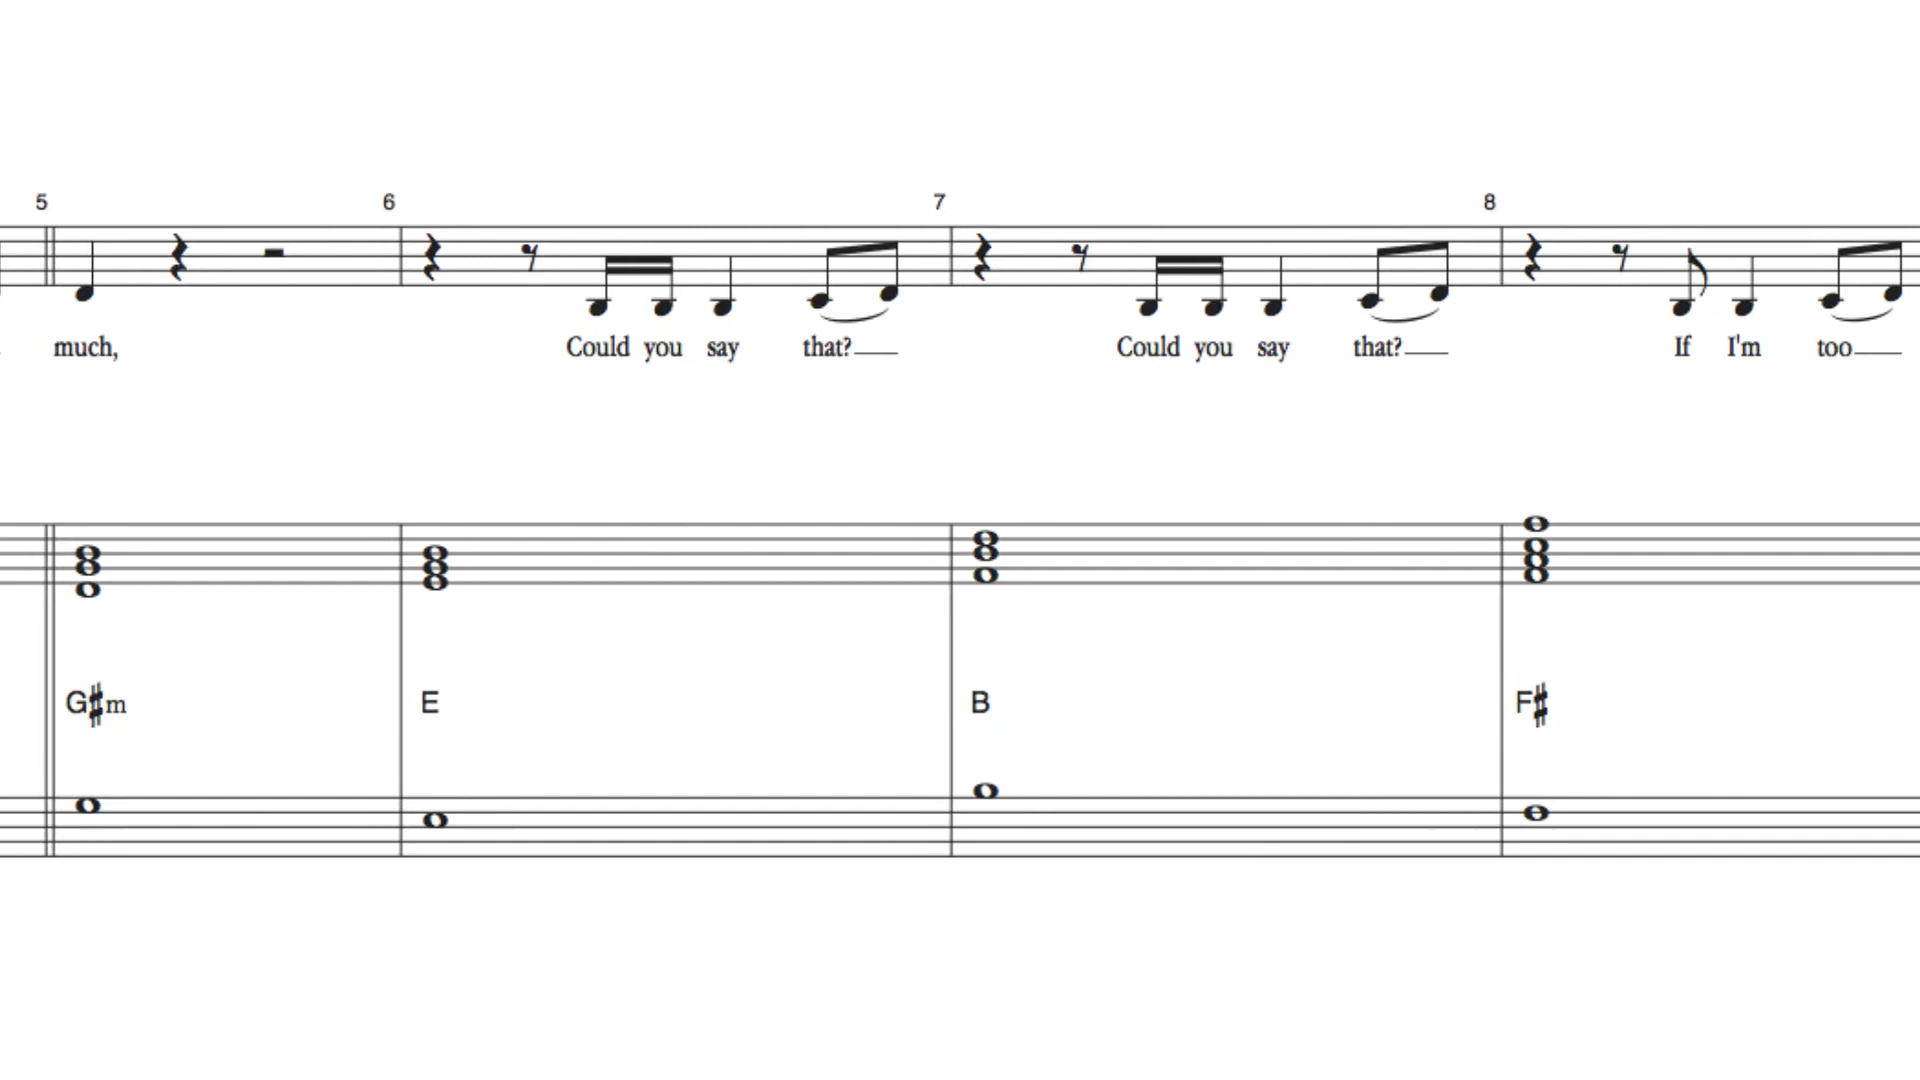 5 6 7 8
much, Could you say that? Could you say that? If I'm too
G♯m E B F♯